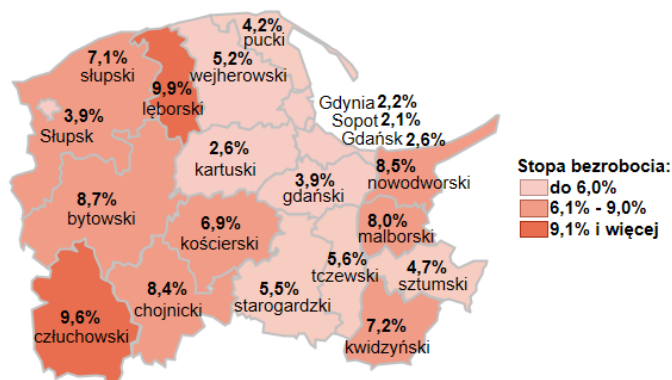 4,2%
pucki
7,1%
słupski
5,2%
wejherowski
9,9%
lęborski
3,9%
Słupsk
Gdynia 2,2%
Sopot 2,1%
Gdańsk 2,6%
2,6%
kartuski
3,9%
gdański
8,5%
nowodworski
8,7%
bytowski
6,9%
kościerski
8,0%
malborski
5,6%
tczewski
4,7%
sztumski
9,6%
człuchowski
8,4%
chojnicki
5,5%
starogardzki
7,2%
kwidzyński
Stopa bezrobocia:
do 6,0%
6,1% - 9,0%
9,1% i więcej